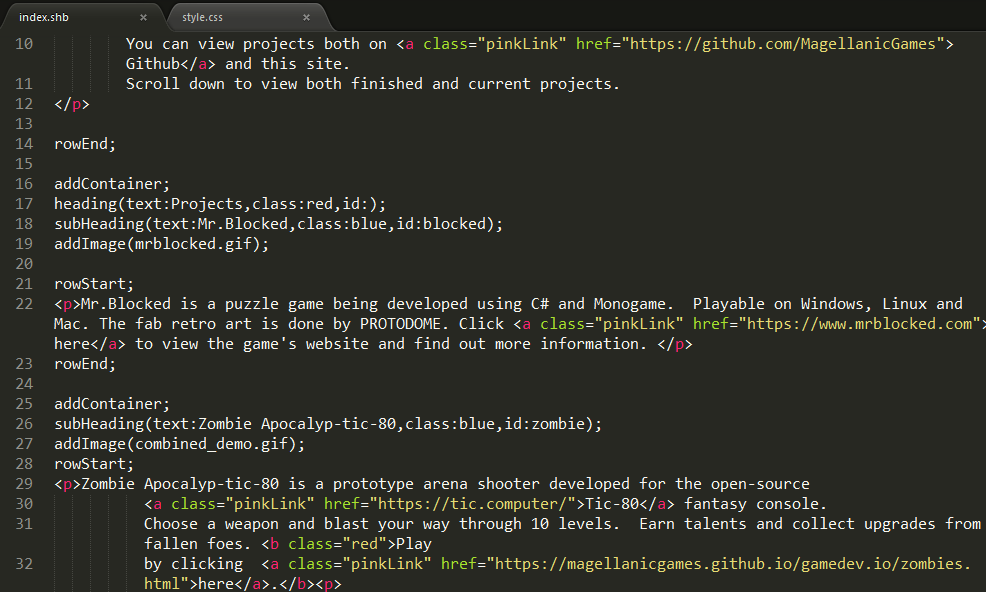 index.shb × style.css ×
10 You can view projects both on <a class="pinkLink" href="https://github.com/MagellanicGames">
Github</a> and this site.
11 Scroll down to view both finished and current projects.
12 </p>
13
14 rowEnd;
15
16 addContainer;
17 heading(text:Projects,class:red,id:);
18 subHeading(text:Mr.Blocked,class:blue,id:blocked);
19 addImage(mrblocked.gif);
20
21 rowStart;
22 <p>Mr.Blocked is a puzzle game being developed using C# and Monogame.  Playable on Windows, Linux and
Mac. The fab retro art is done by PROTODOME. Click <a class="pinkLink" href="https://www.mrblocked.com">
here</a> to view the game's website and find out more information. </p>
23 rowEnd;
24
25 addContainer;
26 subHeading(text:Zombie Apocalyp-tic-80,class:blue,id:zombie);
27 addImage(combined_demo.gif);
28 rowStart;
29 <p>Zombie Apocalyp-tic-80 is a prototype arena shooter developed for the open-source
30 <a class="pinkLink" href="https://tic.computer/">Tic-80</a> fantasy console.
31 Choose a weapon and blast your way through 10 levels.  Earn talents and collect upgrades from
fallen foes. <b class="red">Play
32 by clicking  <a class="pinkLink" href="https://magellanicgames.github.io/gamedev.io/zombies.
html">here</a>.</b><p>